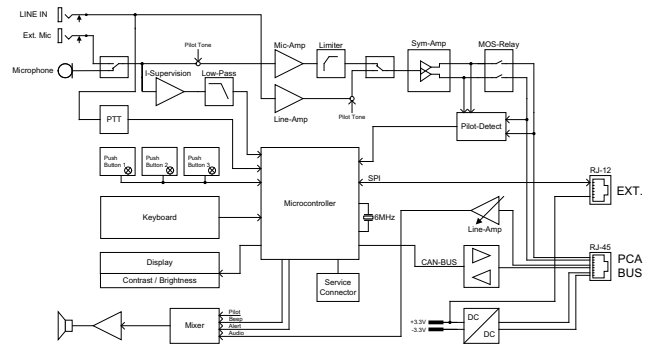 LINE IN
Ext. Mic
Microphone
Pilot Tone
I-Supervision
Low-Pass
Mic-Amp
Limiter
Line-Amp
Pilot Tone
Sym-Amp
MOS-Relay
Pilot-Detect
PTT
Push
Button 1
Push
Button 2
Push
Button 3
Keyboard
Display
Contrast / Brightness
Microcontroller
SPI
6MHz
Line-Amp
CAN-BUS
Service
Connector
RJ-12
EXT.
RJ-45
PCA
BUS
Mixer
Pilot
Beep
Alert
Audio
+3.3V
-3.3V
DC
DC